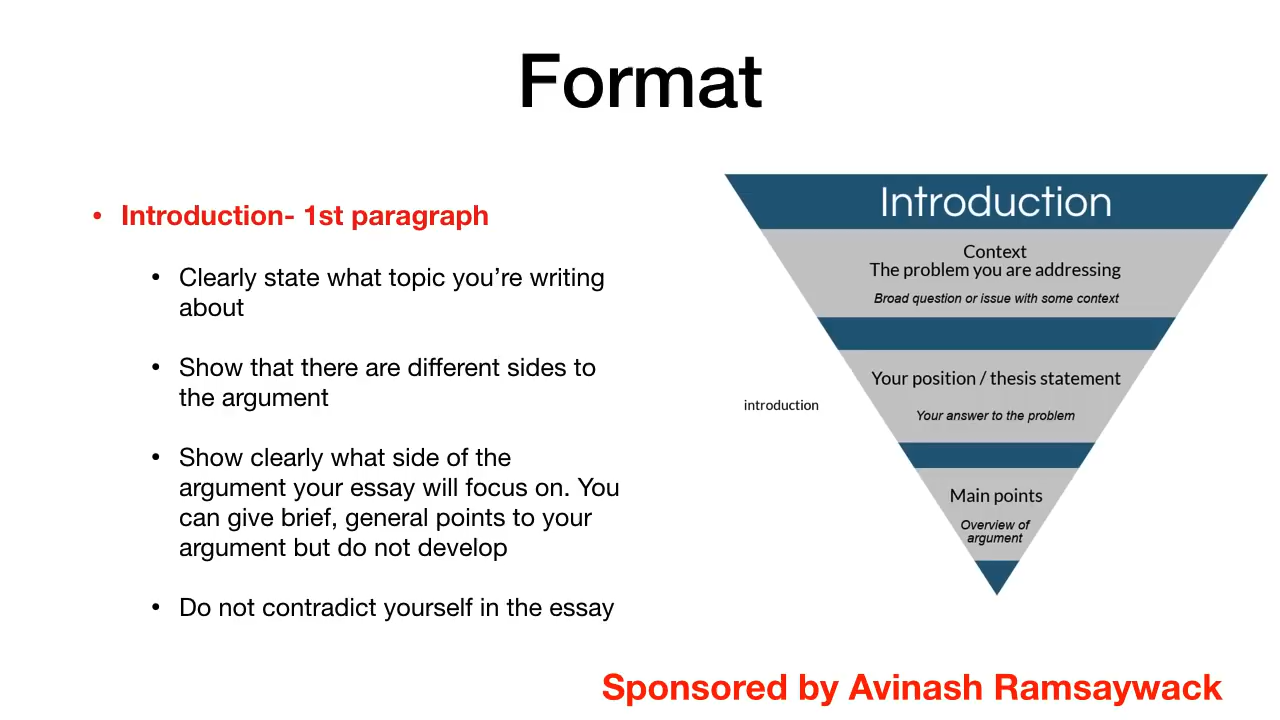 Format
• Introduction- 1st paragraph
• Clearly state what topic you’re writing
about
• Show that there are different sides to
the argument
• Show clearly what side of the
argument your essay will focus on. You
can give brief, general points to your
argument but do not develop
• Do not contradict yourself in the essay
Introduction
Context
The problem you are addressing
Broad question or issue with some context
Your position / thesis statement
Your answer to the problem
introduction
Main points
Overview of
argument
Sponsored by Avinash Ramsaywack